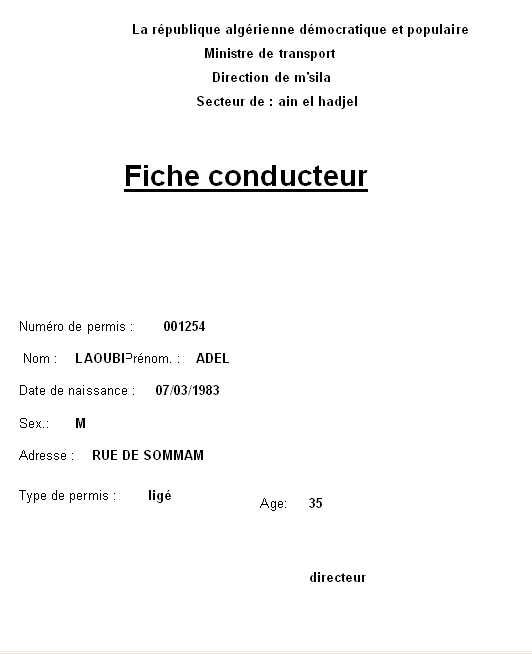 La république algérienne démocratique et populaire
Ministre de transport
Direction de m'sila
Secteur de : ain el hadjel
Fiche conducteur
Numéro de permis : 001254
Nom : LAOUBI Prénom. : ADEL
Date de naissance : 07/03/1983
Sex.: M
Adresse : RUE DE SOMMAM
Type de permis : ligé
Age: 35
directeur